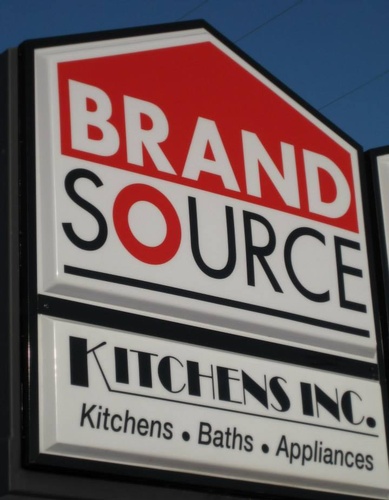 BRAND
SOURCE
KITCHENS INC.
Kitchens • Baths • Appliances